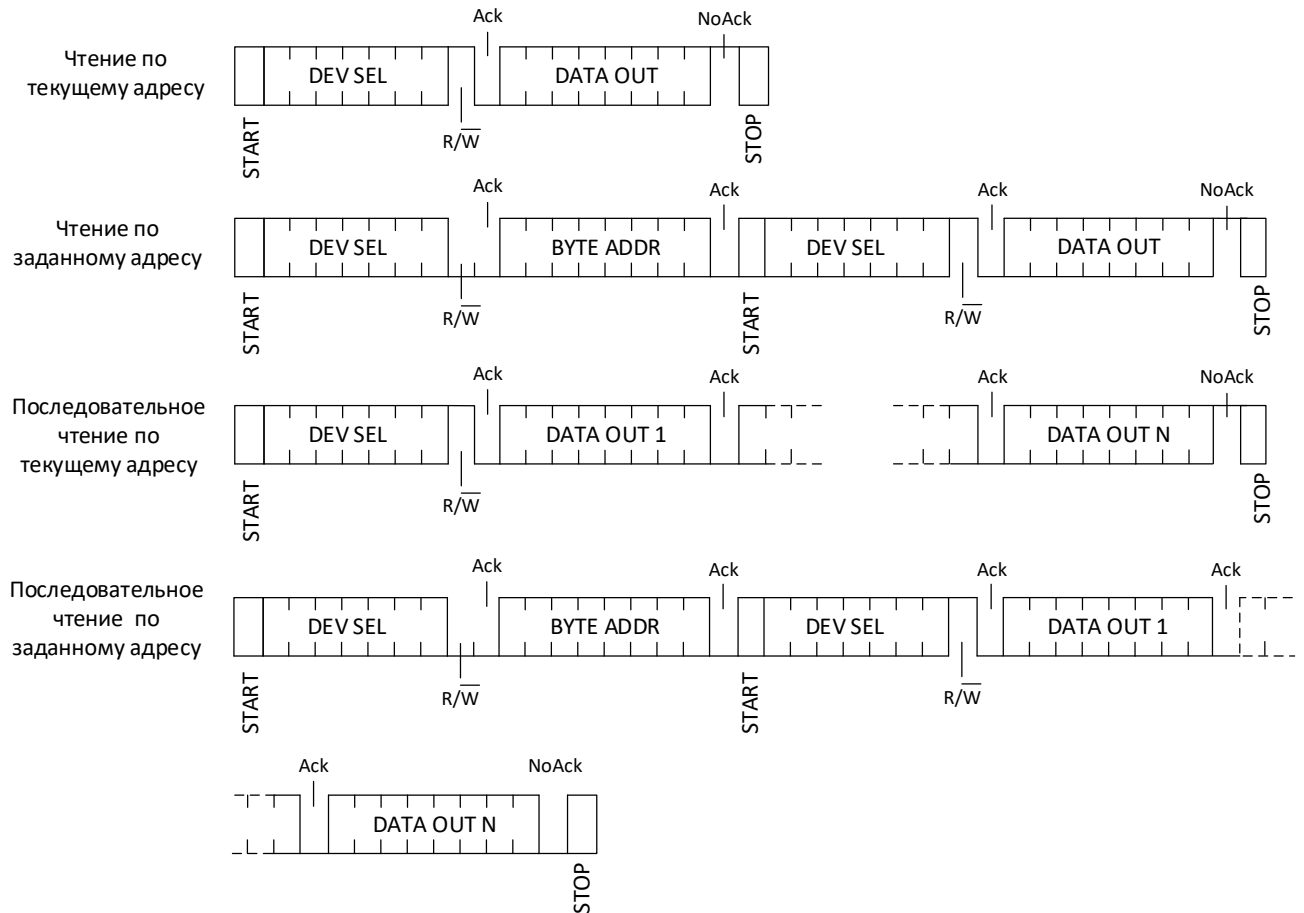 Ack NoAck
Чтение по
текущему адресу
DEV SEL DATA OUT
R/W̅
START STOP
Ack Ack Ack NoAck
Чтение по
заданному адресу
DEV SEL BYTE ADDR DEV SEL DATA OUT
R/W̅ R/W̅
START START STOP
Ack Ack Ack NoAck
Последовательное
чтение по
текущему адресу
DEV SEL DATA OUT 1 DATA OUT N
R/W̅
START STOP
Ack Ack Ack Ack
Последовательное
чтение по
заданному адресу
DEV SEL BYTE ADDR DEV SEL DATA OUT 1
R/W̅ R/W̅
START START
Ack NoAck
DATA OUT N
STOP